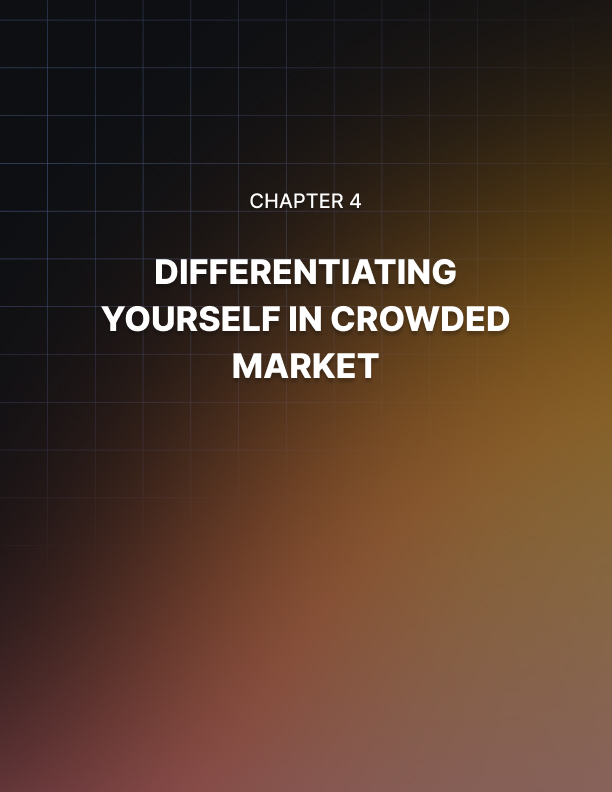 CHAPTER 4
DIFFERENTIATING
YOURSELF IN CROWDED
MARKET